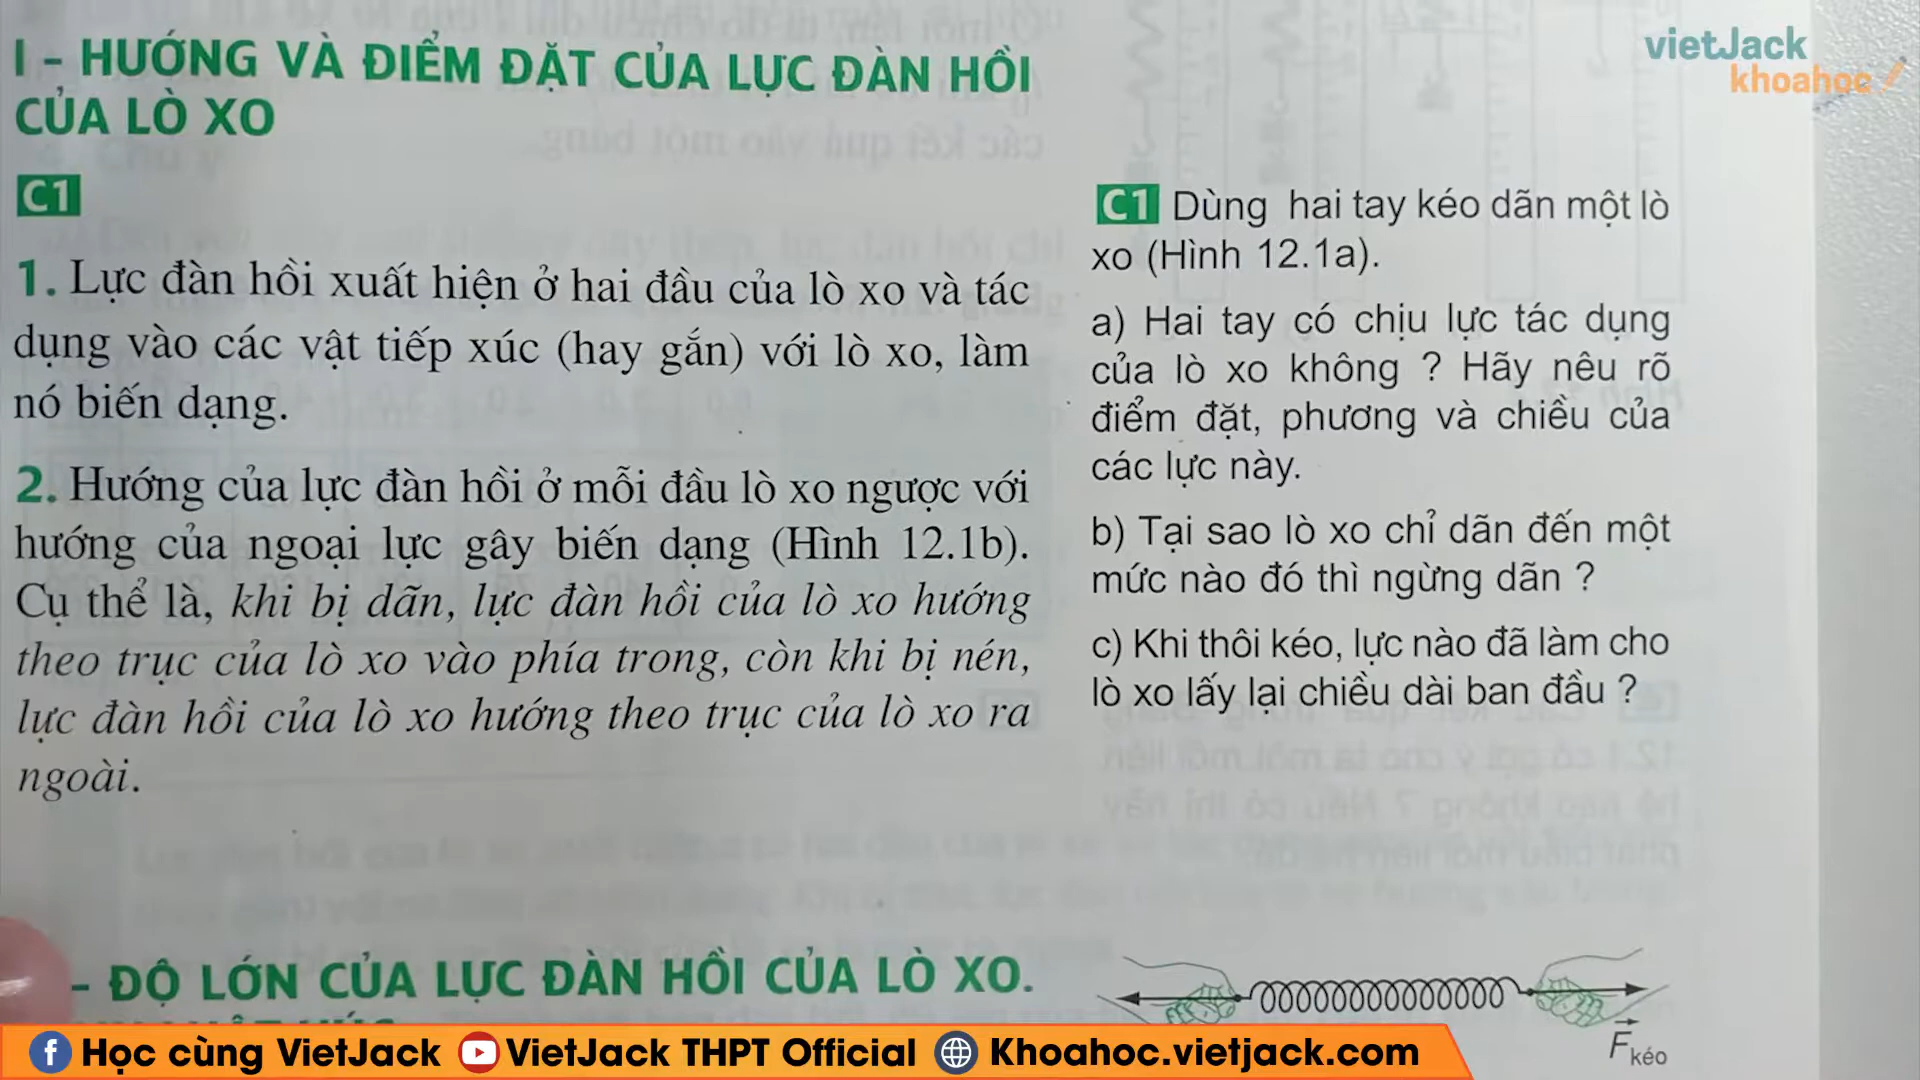 I - HƯỚNG VÀ ĐIỂM ĐẶT CỦA LỰC ĐÀN HỒI
CỦA LÒ XO
C1
1. Lực đàn hồi xuất hiện ở hai đầu của lò xo và tác
dụng vào các vật tiếp xúc (hay gắn) với lò xo, làm
nó biến dạng.
2. Hướng của lực đàn hồi ở mỗi đầu lò xo ngược với
hướng của ngoại lực gây biến dạng (Hình 12.1b).
Cụ thể là, khi bị dãn, lực đàn hồi của lò xo hướng
theo trục của lò xo vào phía trong, còn khi bị nén,
lực đàn hồi của lò xo hướng theo trục của lò xo ra
ngoài.
- ĐỘ LỚN CỦA LỰC ĐÀN HỒI CỦA LÒ XO.
vietJack
khoahoc
C1 Dùng hai tay kéo dãn một lò
xo (Hình 12.1a).
a) Hai tay có chịu lực tác dụng
của lò xo không ? Hãy nêu rõ
điểm đặt, phương và chiều của
các lực này.
b) Tại sao lò xo chỉ dãn đến một
mức nào đó thì ngừng dãn ?
c) Khi thôi kéo, lực nào đã làm cho
lò xo lấy lại chiều dài ban đầu ?
F kéo
Học cùng VietJack VietJack THPT Official Khoahoc.vietjack.com